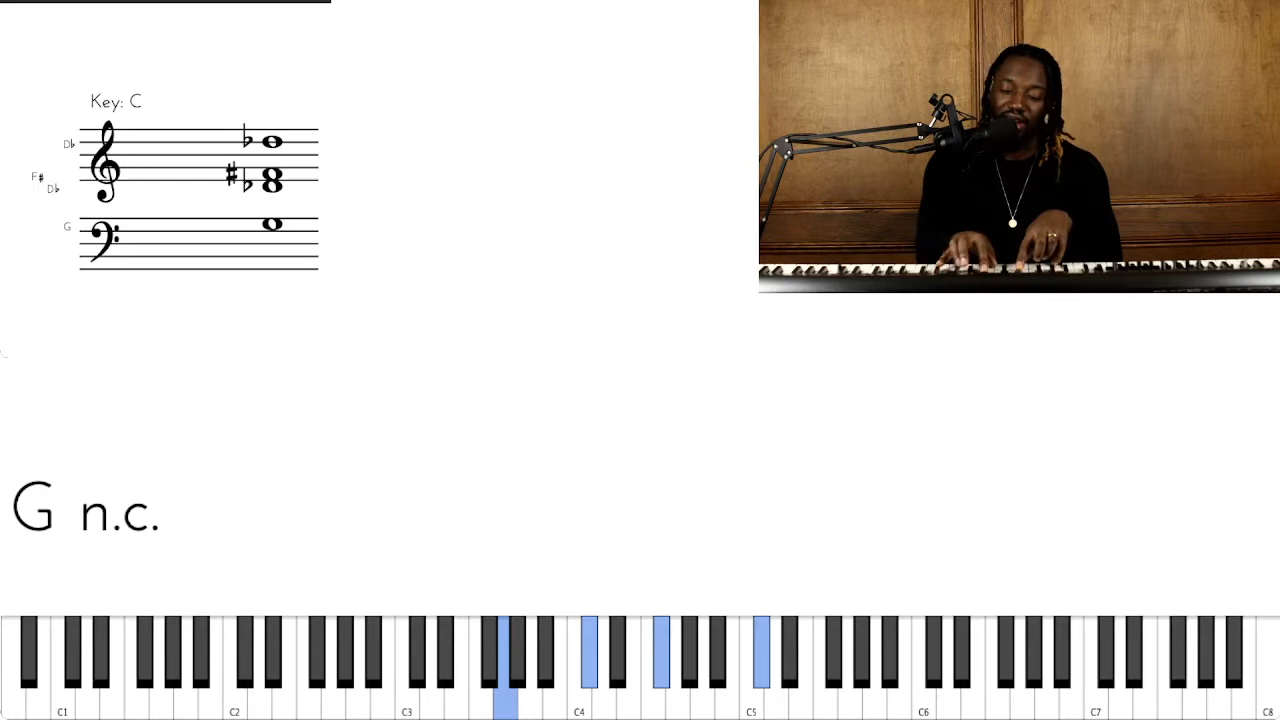 Key: C
D♭
F♯
D♭
G
G n.c.
C1 C2 C3 C4 C5 C6 C7 C8